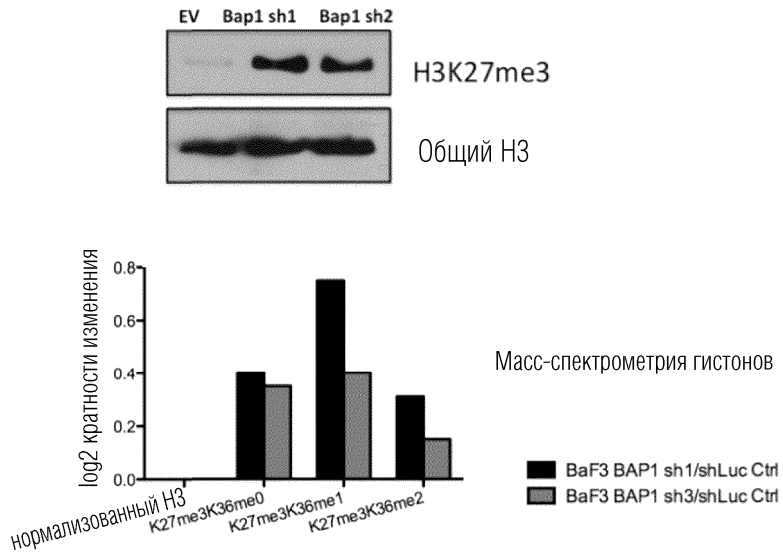 EV Bap1 sh1 Bap1 sh2
H3K27me3
Общий H3
log2 кратности изменения
0.8
0.6
0.4
0.2
0.0
нормализованный H3
K27me3K36me0
K27me3K36me1
K27me3K36me2
Масс-спектрометрия гистонов
BaF3 BAP1 sh1/shLuc Ctrl
BaF3 BAP1 sh3/shLuc Ctrl